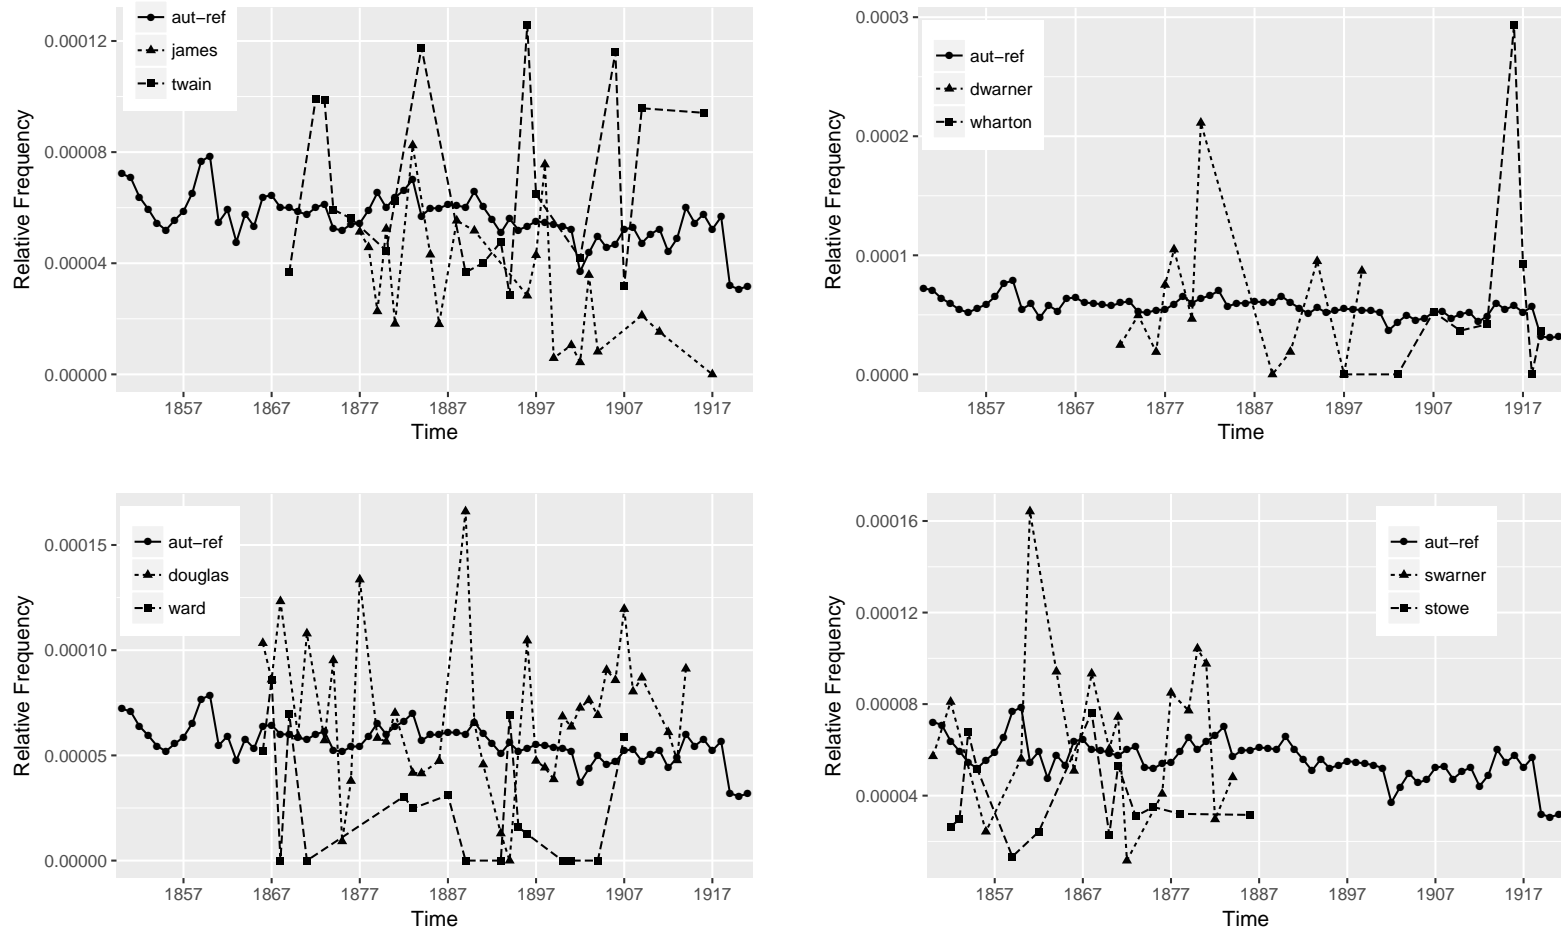 aut−ref
james
twain
Relative Frequency
0.00012
0.00008
0.00004
0.00000
1857 1867 1877 1887 1897 1907 1917
Time
aut−ref
dwarner
wharton
Relative Frequency
0.0003
0.0002
0.0001
0.0000
1857 1867 1877 1887 1897 1907 1917
Time
aut−ref
douglas
ward
Relative Frequency
0.00015
0.00010
0.00005
0.00000
1857 1867 1877 1887 1897 1907 1917
Time
aut−ref
swarner
stowe
Relative Frequency
0.00016
0.00012
0.00008
0.00004
1857 1867 1877 1887 1897 1907 1917
Time